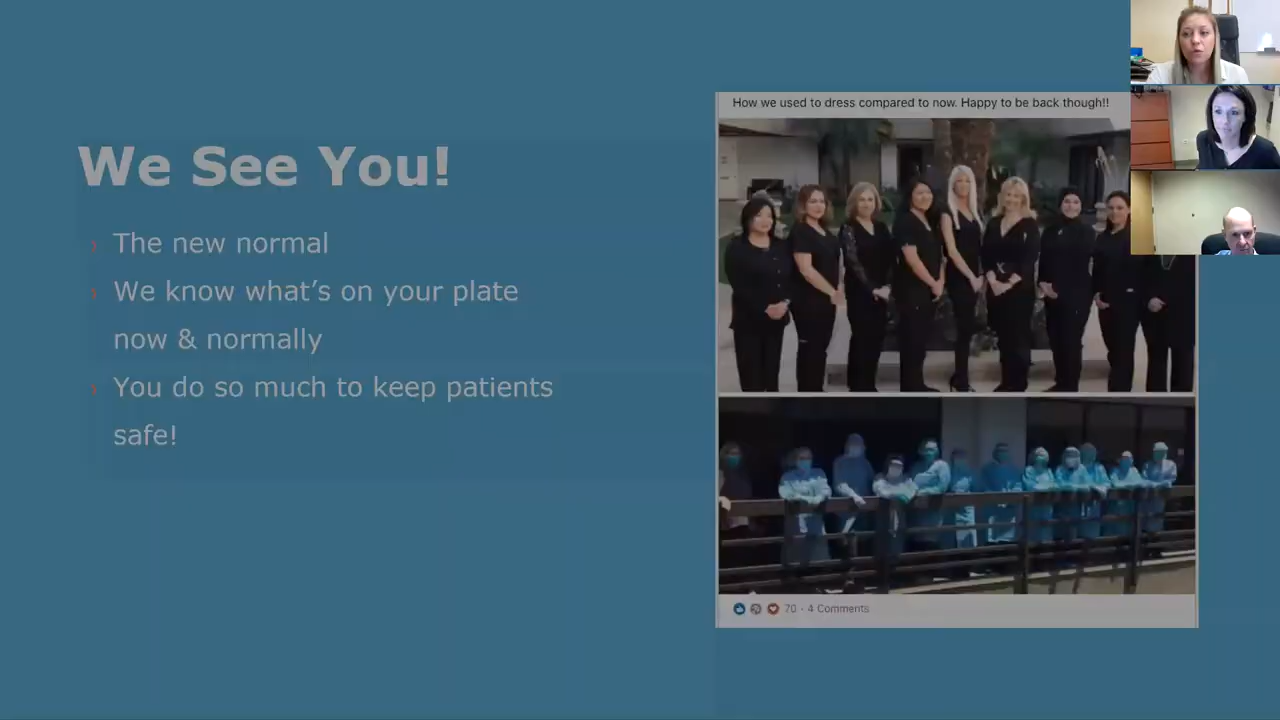 We See You!
The new normal
We know what’s on your plate
now & normally
You do so much to keep patients
safe!
How we used to dress compared to now. Happy to be back though!!
70 · 4 Comments